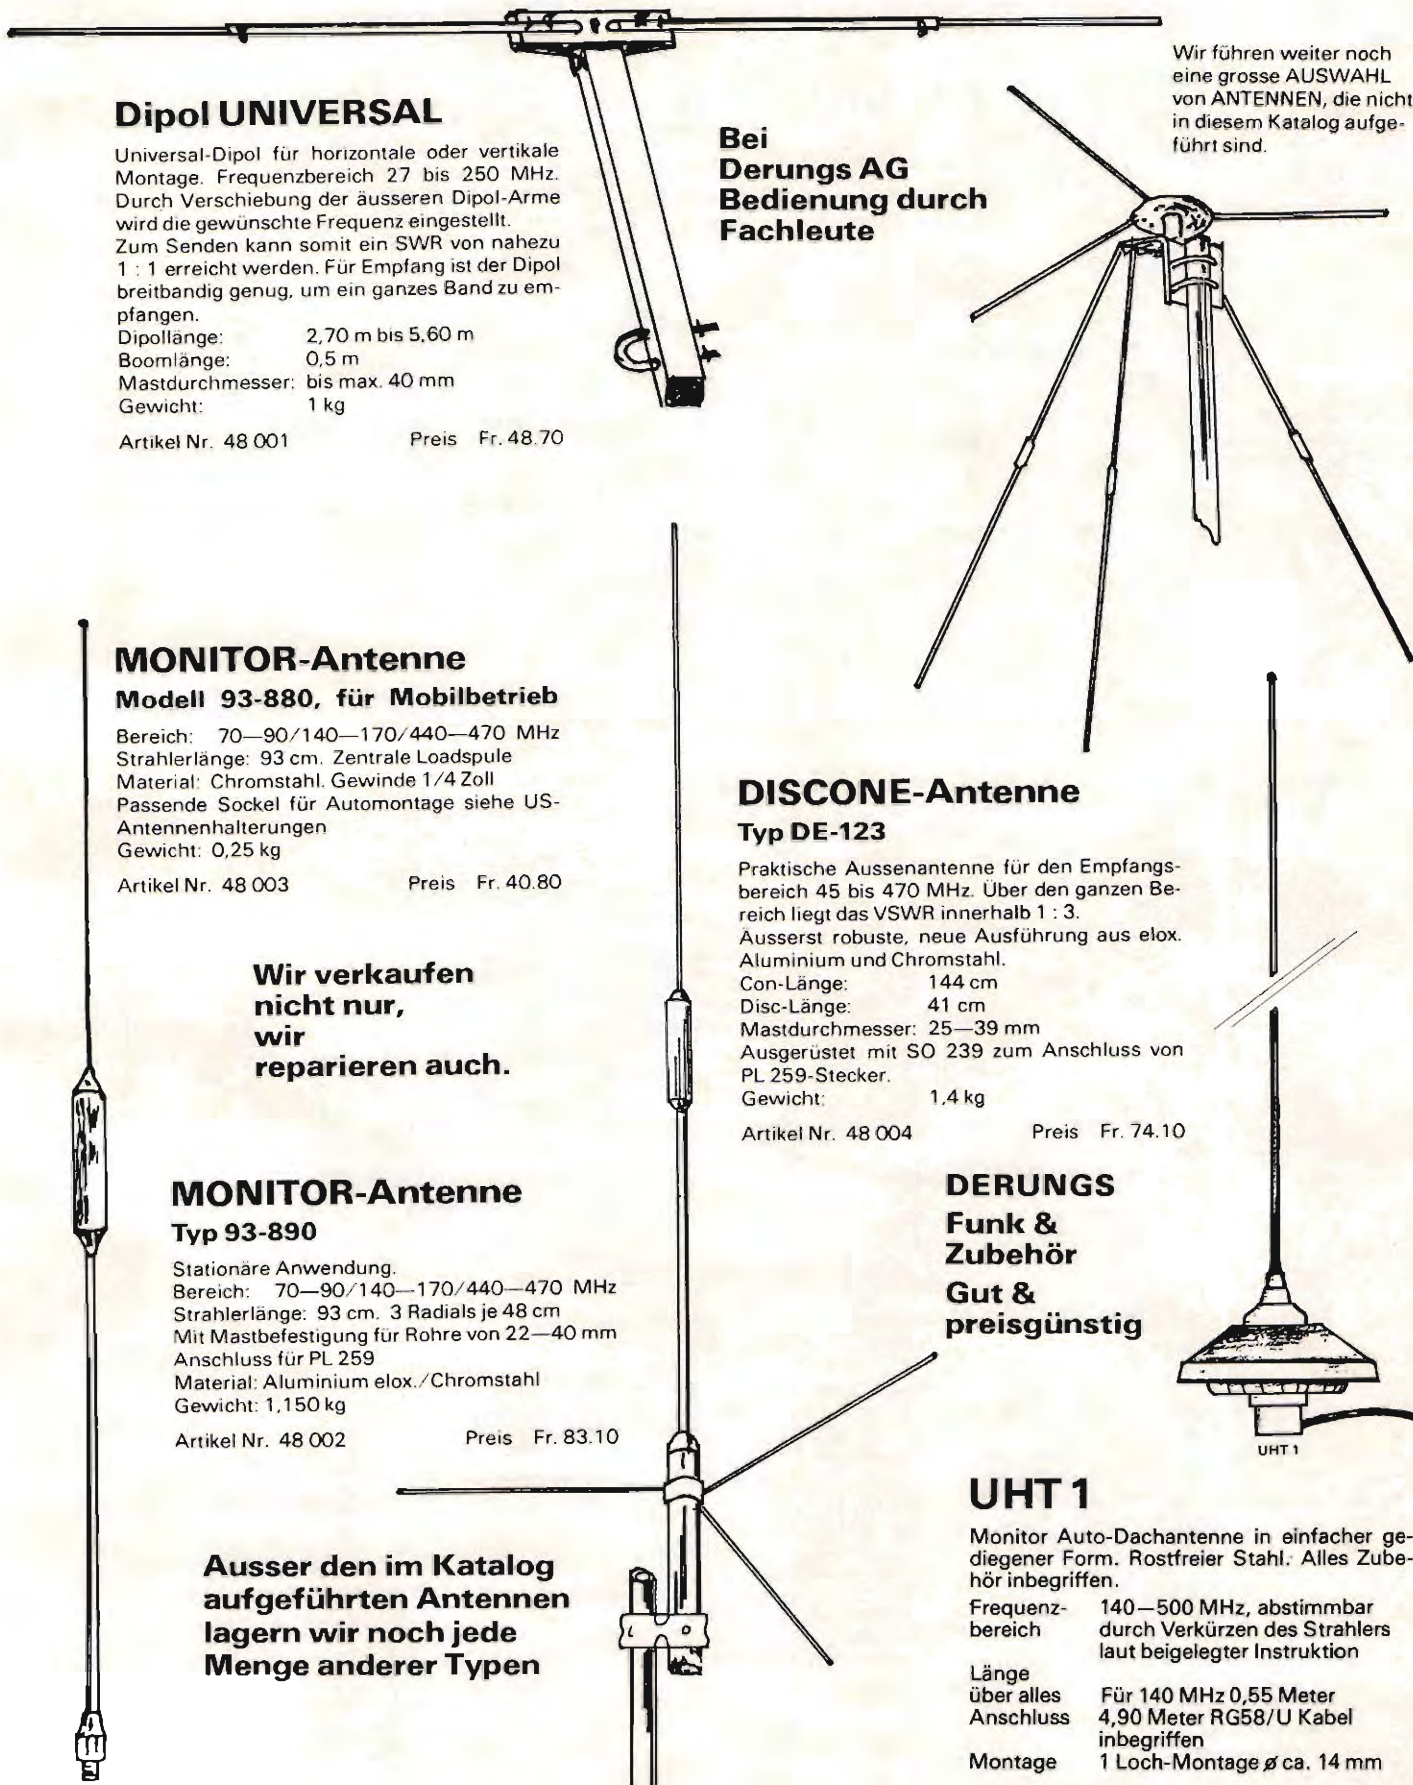 Wir führen weiter noch
eine grosse AUSWAHL
von ANTENNEN, die nicht
in diesem Katalog aufge-
führt sind.
Dipol UNIVERSAL
Universal-Dipol für horizontale oder vertikale
Montage. Frequenzbereich 27 bis 250 MHz.
Durch Verschiebung der äusseren Dipol-Arme
wird die gewünschte Frequenz eingestellt.
Zum Senden kann somit ein SWR von nahezu
1 : 1 erreicht werden. Für Empfang ist der Dipol
breitbandig genug, um ein ganzes Band zu em-
pfangen.
Dipollänge: 2,70 m bis 5,60 m
Boomlänge: 0,5 m
Mastdurchmesser: bis max. 40 mm
Gewicht: 1 kg
Artikel Nr. 48 001 Preis Fr. 48.70
Bei
Derungs AG
Bedienung durch
Fachleute
MONITOR-Antenne
Modell 93-880, für Mobilbetrieb
Bereich: 70—90/140—170/440—470 MHz
Strahlerlänge: 93 cm. Zentrale Loadspule
Material: Chromstahl. Gewinde 1/4 Zoll
Passende Sockel für Automontage siehe US-
Antennenhalterungen
Gewicht: 0,25 kg
Artikel Nr. 48 003 Preis Fr. 40.80
Wir verkaufen
nicht nur,
wir
reparieren auch.
DISCONE-Antenne
Typ DE-123
Praktische Aussenantenne für den Empfangs-
bereich 45 bis 470 MHz. Über den ganzen Be-
reich liegt das VSWR innerhalb 1 : 3.
Äusserst robuste, neue Ausführung aus elox.
Aluminium und Chromstahl.
Con-Länge: 144 cm
Disc-Länge: 41 cm
Mastdurchmesser: 25—39 mm
Ausgerüstet mit SO 239 zum Anschluss von
PL 259-Stecker.
Gewicht: 1,4 kg
Artikel Nr. 48 004 Preis Fr. 74.10
MONITOR-Antenne
Typ 93-890
Stationäre Anwendung.
Bereich: 70—90/140—170/440—470 MHz
Strahlerlänge: 93 cm. 3 Radials je 48 cm
Mit Mastbefestigung für Rohre von 22—40 mm
Anschluss für PL 259
Material: Aluminium elox./Chromstahl
Gewicht: 1,150 kg
Artikel Nr. 48 002 Preis Fr. 83.10
DERUNGS
Funk &
Zubehör
Gut &
preisgünstig
UHT 1
Ausser den im Katalog
aufgeführten Antennen
lagern wir noch jede
Menge anderer Typen
UHT 1
Monitor Auto-Dachantenne in einfacher ge-
diegener Form. Rostfreier Stahl. Alles Zube-
hör inbegriffen.
Frequenz- 140—500 MHz, abstimmbar
bereich durch Verkürzen des Strahlers
laut beigelegter Instruktion
Länge
über alles Für 140 MHz 0,55 Meter
Anschluss 4,90 Meter RG58/U Kabel
inbegriffen
Montage 1 Loch-Montage ø ca. 14 mm